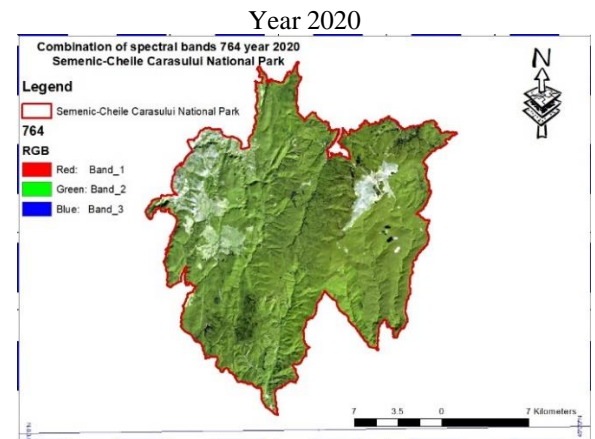 Year 2020
Combination of spectral bands 764 year 2020
Semenic-Cheile Carasului National Park
N
Legend
Semenic-Cheile Carasului National Park
764
RGB
Red: Band_1
Green: Band_2
Blue: Band_3
7 3.5 0 7 Kilometers